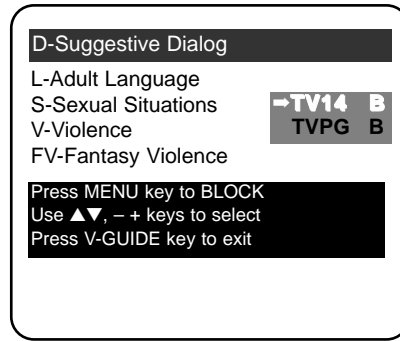 D-Suggestive Dialog
L-Adult Language
S-Sexual Situations ➡TV14 B
V-Violence TVPG B
FV-Fantasy Violence
Press MENU key to BLOCK
Use ▲▼, – + keys to select
Press V-GUIDE key to exit